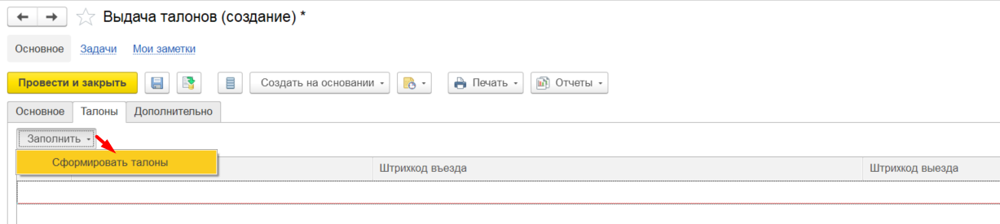 Выдача талонов (создание) *
Основное Задачи Мои заметки
Провести и закрыть Создать на основании Печать Отчеты
Основное Талоны Дополнительно
Заполнить
Сформировать талоны
Штрихкод въезда Штрихкод выезда